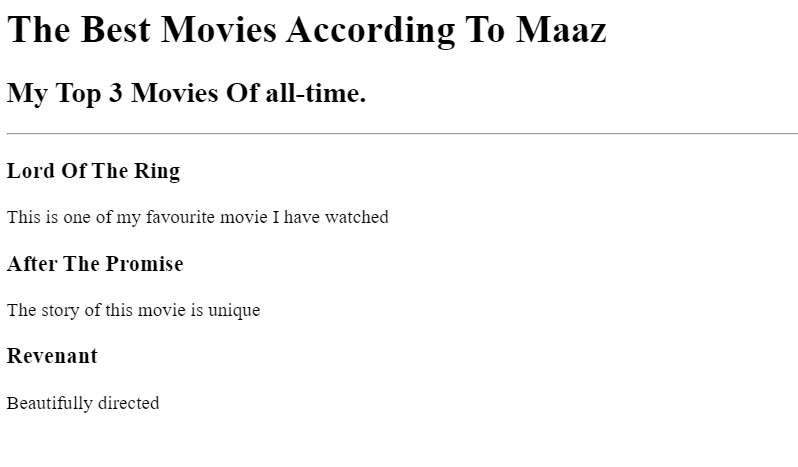 The Best Movies According To Maaz
My Top 3 Movies Of all-time.
Lord Of The Ring
This is one of my favourite movie I have watched
After The Promise
The story of this movie is unique
Revenant
Beautifully directed